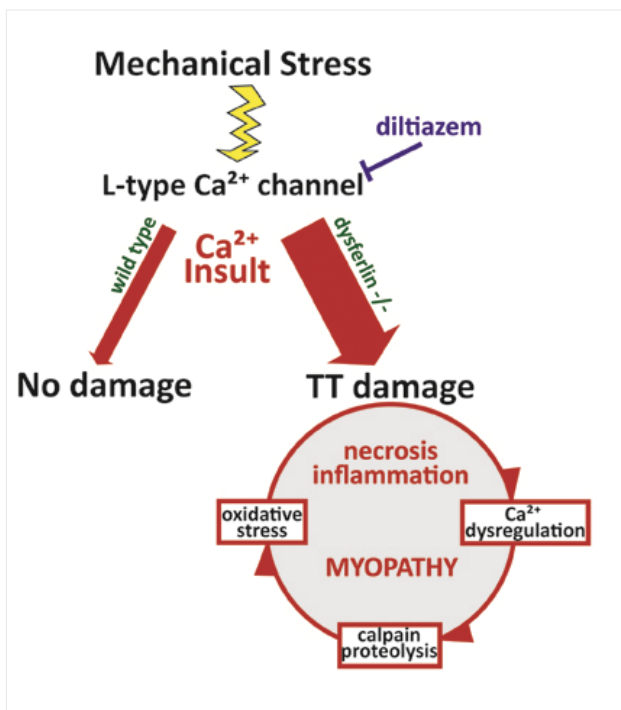 Mechanical Stress
diltiazem
L-type Ca²⁺ channel
wild type
Ca²⁺
Insult
dysferlin -/-
No damage
TT damage
necrosis
inflammation
oxidative
stress
Ca²⁺
dysregulation
MYOPATHY
calpain
proteolysis